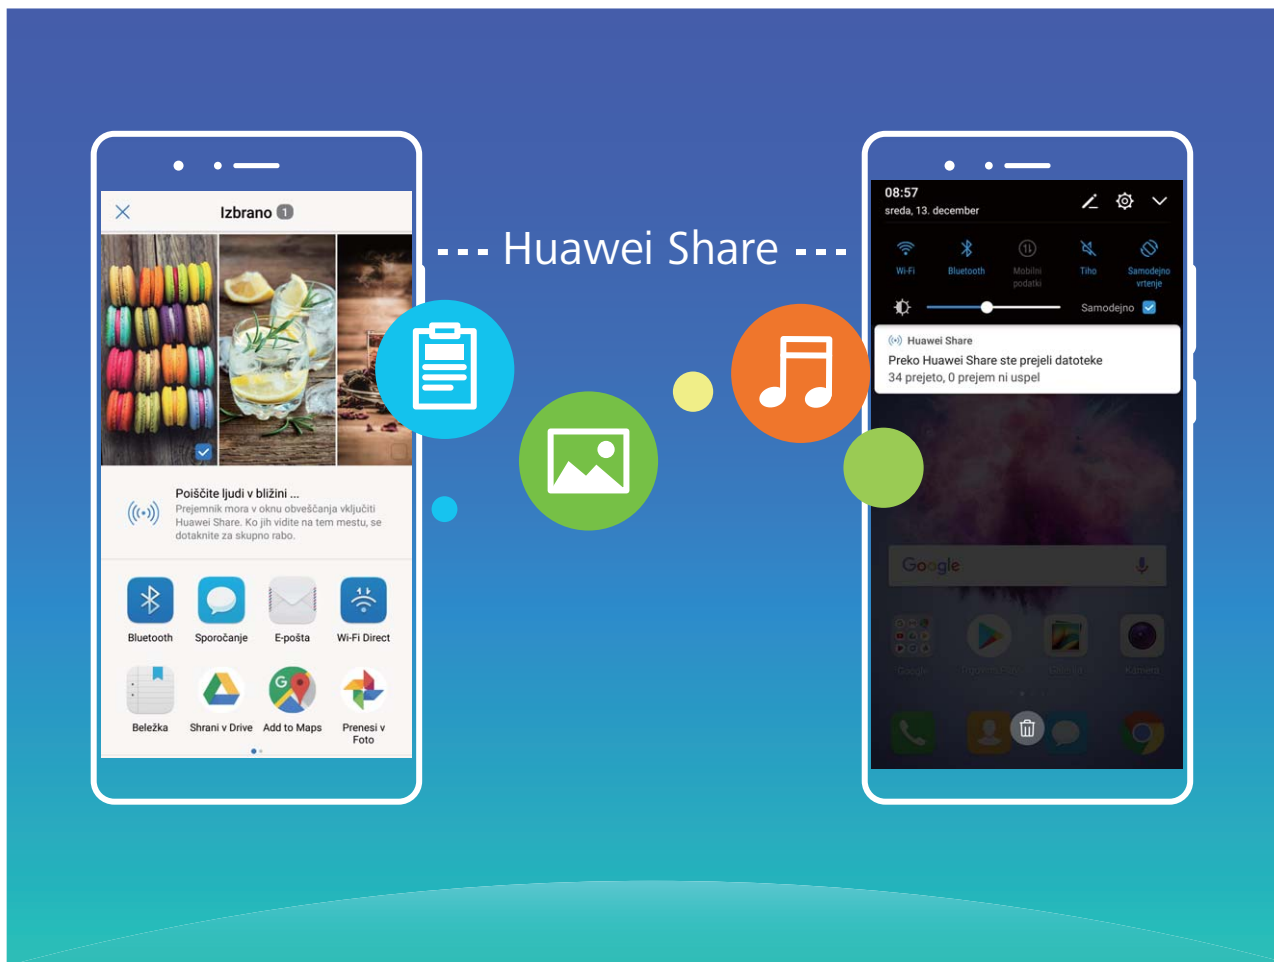 Izbrano 1
Poiščite ljudi v bližini ...
Prejemnik mora v oknu obveščanja vključiti
Huawei Share. Ko jih vidite na tem mestu, se
dotaknite za skupno rabo.
Bluetooth Sporočanje E-pošta Wi-Fi Direct
Beležka Shrani v Drive Add to Maps Prenesi v
Foto
Huawei Share
08:57
sreda, 13. december
Wi-Fi Bluetooth Mobilni Tiho Samodejno
podatki vrtenje
Samodejno
Huawei Share
Preko Huawei Share ste prejeli datoteke
34 prejeto, 0 prejem ni uspel
Google
Google Galerija Kamera